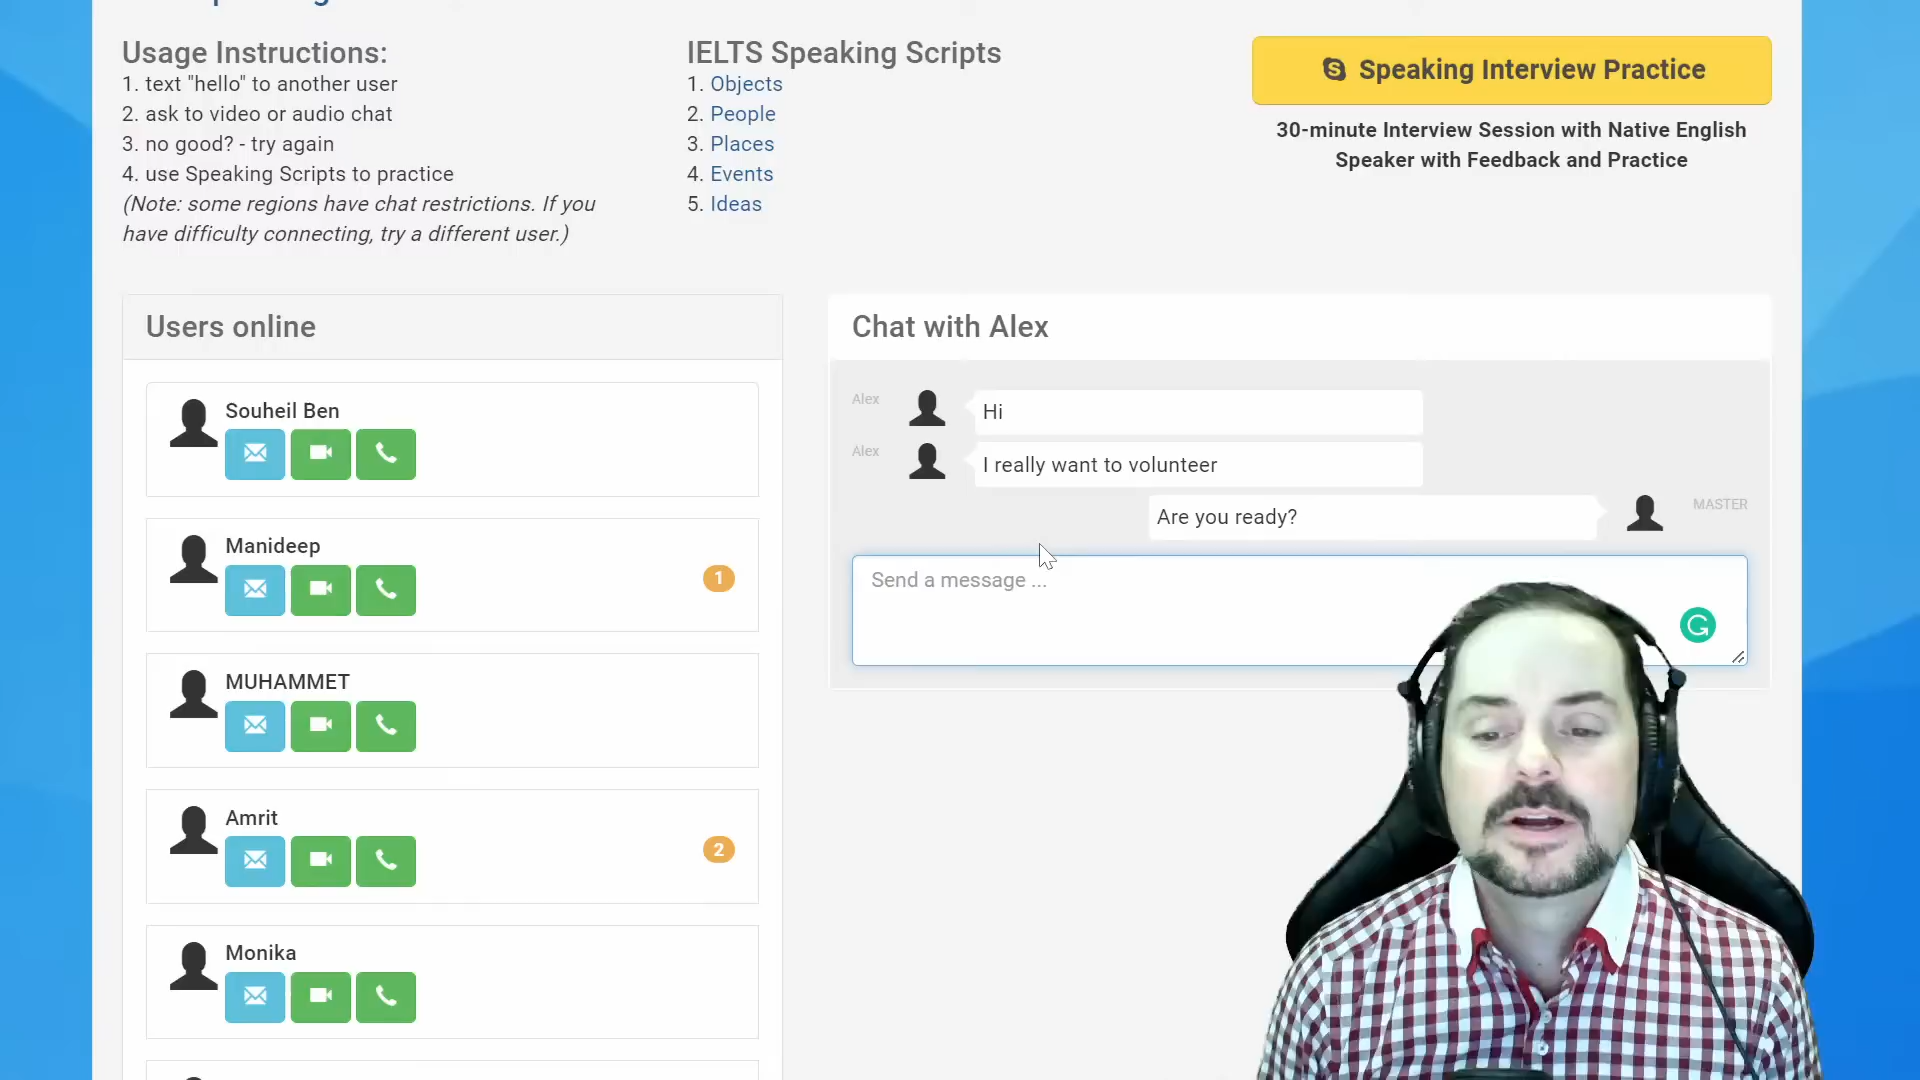 Usage Instructions:
1. text "hello" to another user
2. ask to video or audio chat
3. no good? - try again
4. use Speaking Scripts to practice
(Note: some regions have chat restrictions. If you
have difficulty connecting, try a different user.)
IELTS Speaking Scripts
1. Objects
2. People
3. Places
4. Events
5. Ideas
Speaking Interview Practice
30-minute Interview Session with Native English
Speaker with Feedback and Practice
Users online
Souheil Ben
Manideep
1
MUHAMMET
Amrit
2
Monika
Chat with Alex
Alex
Hi
Alex
I really want to volunteer
Are you ready?
MASTER
Send a message ...